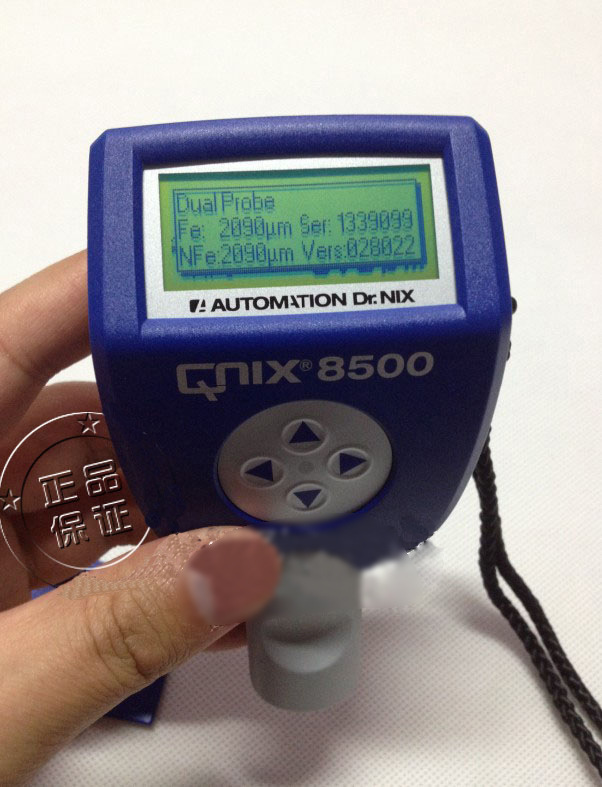 Dual Probe
Fe: 2090µm Ser: 1339099
NFe:2090µm Vers:028022
AUTOMATION Dr. NIX
QNIX® 8500
正品
保证